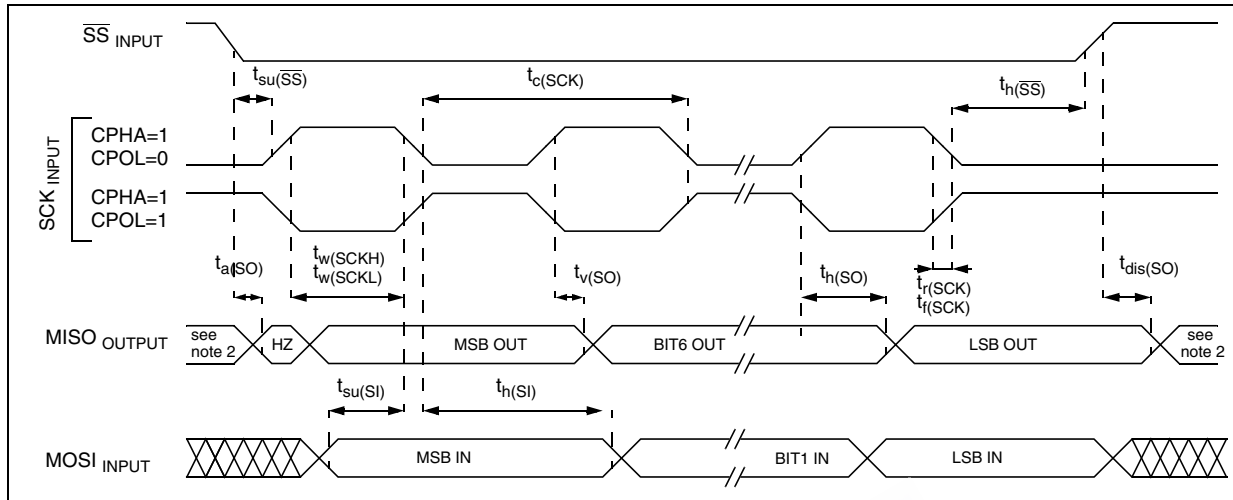 SS INPUT
tsu(SS)
tc(SCK)
th(SS)
SCK INPUT
CPHA=1
CPOL=0
CPHA=1
CPOL=1
ta(SO)
tw(SCKH)
tw(SCKL)
tv(SO)
th(SO)
tr(SCK)
tf(SCK)
tdis(SO)
MISO OUTPUT
see
note 2
HZ
MSB OUT
BIT6 OUT
LSB OUT
see
note 2
tsu(SI)
th(SI)
MOSI INPUT
MSB IN
BIT1 IN
LSB IN